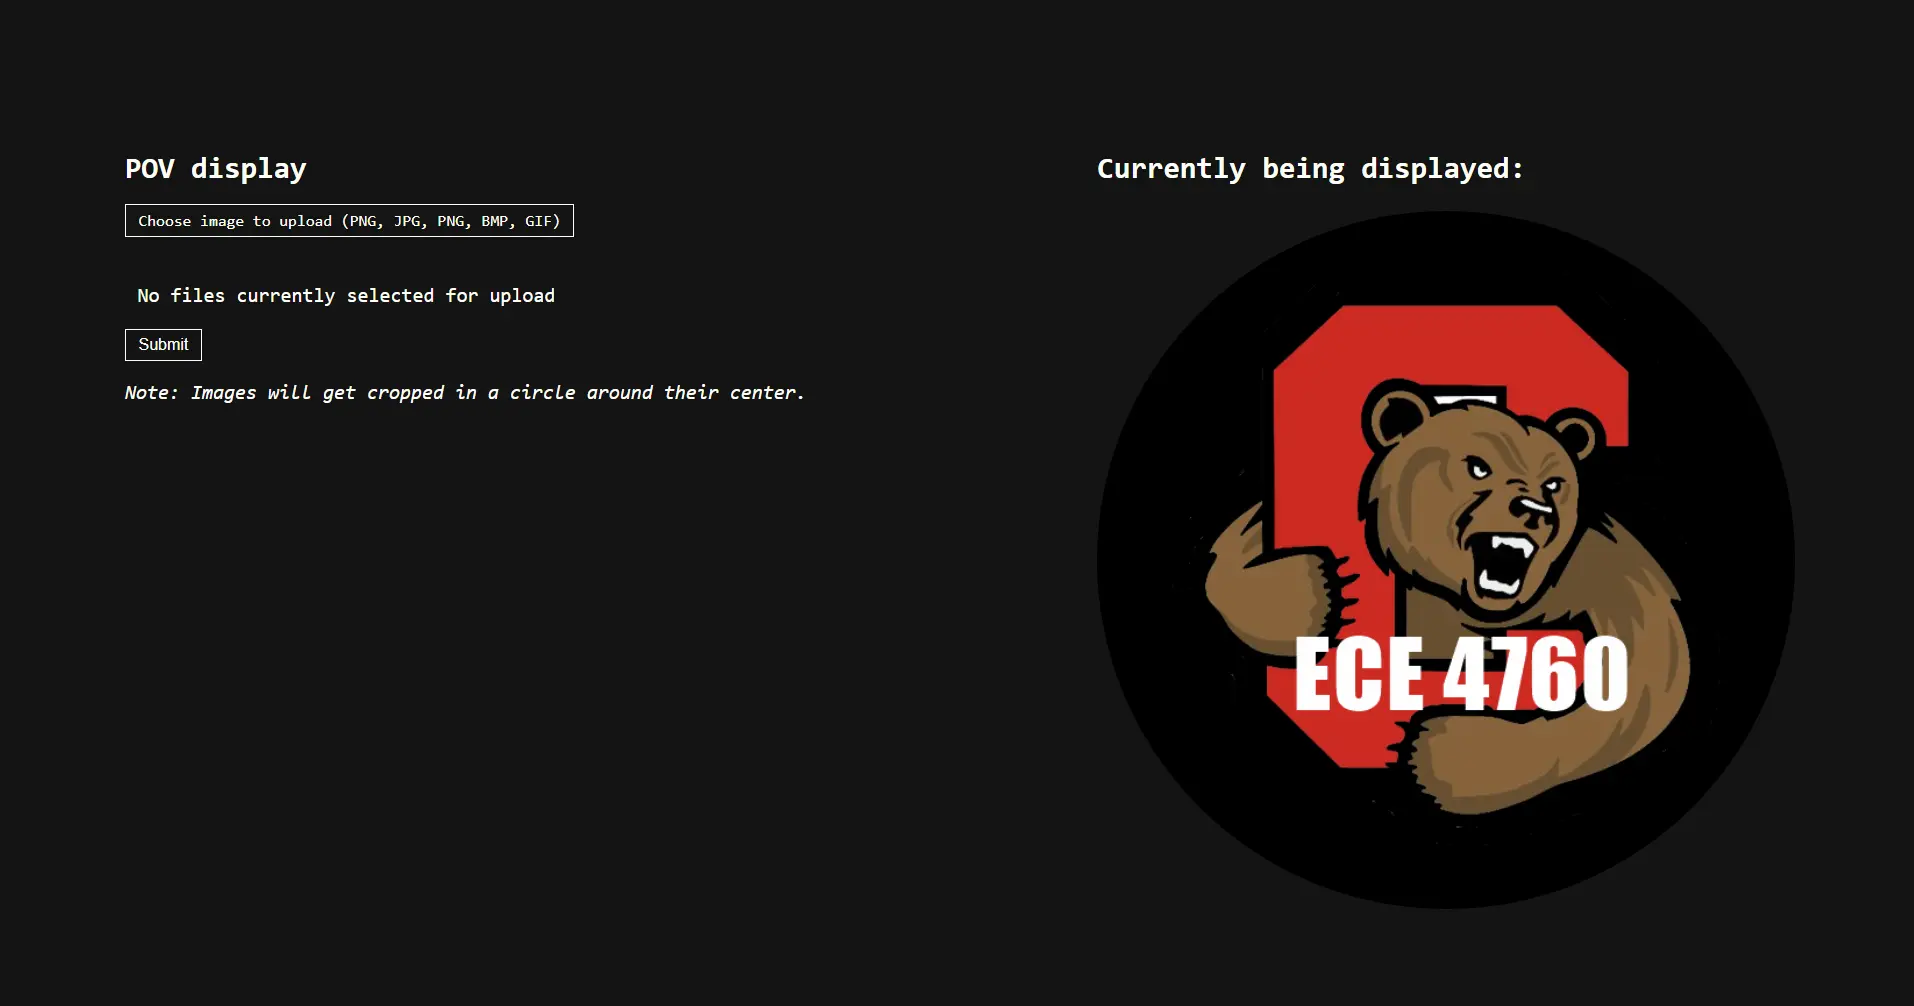 POV display
Choose image to upload (PNG, JPG, PNG, BMP, GIF)
No files currently selected for upload
Submit
Note: Images will get cropped in a circle around their center.
Currently being displayed:
ECE 4760